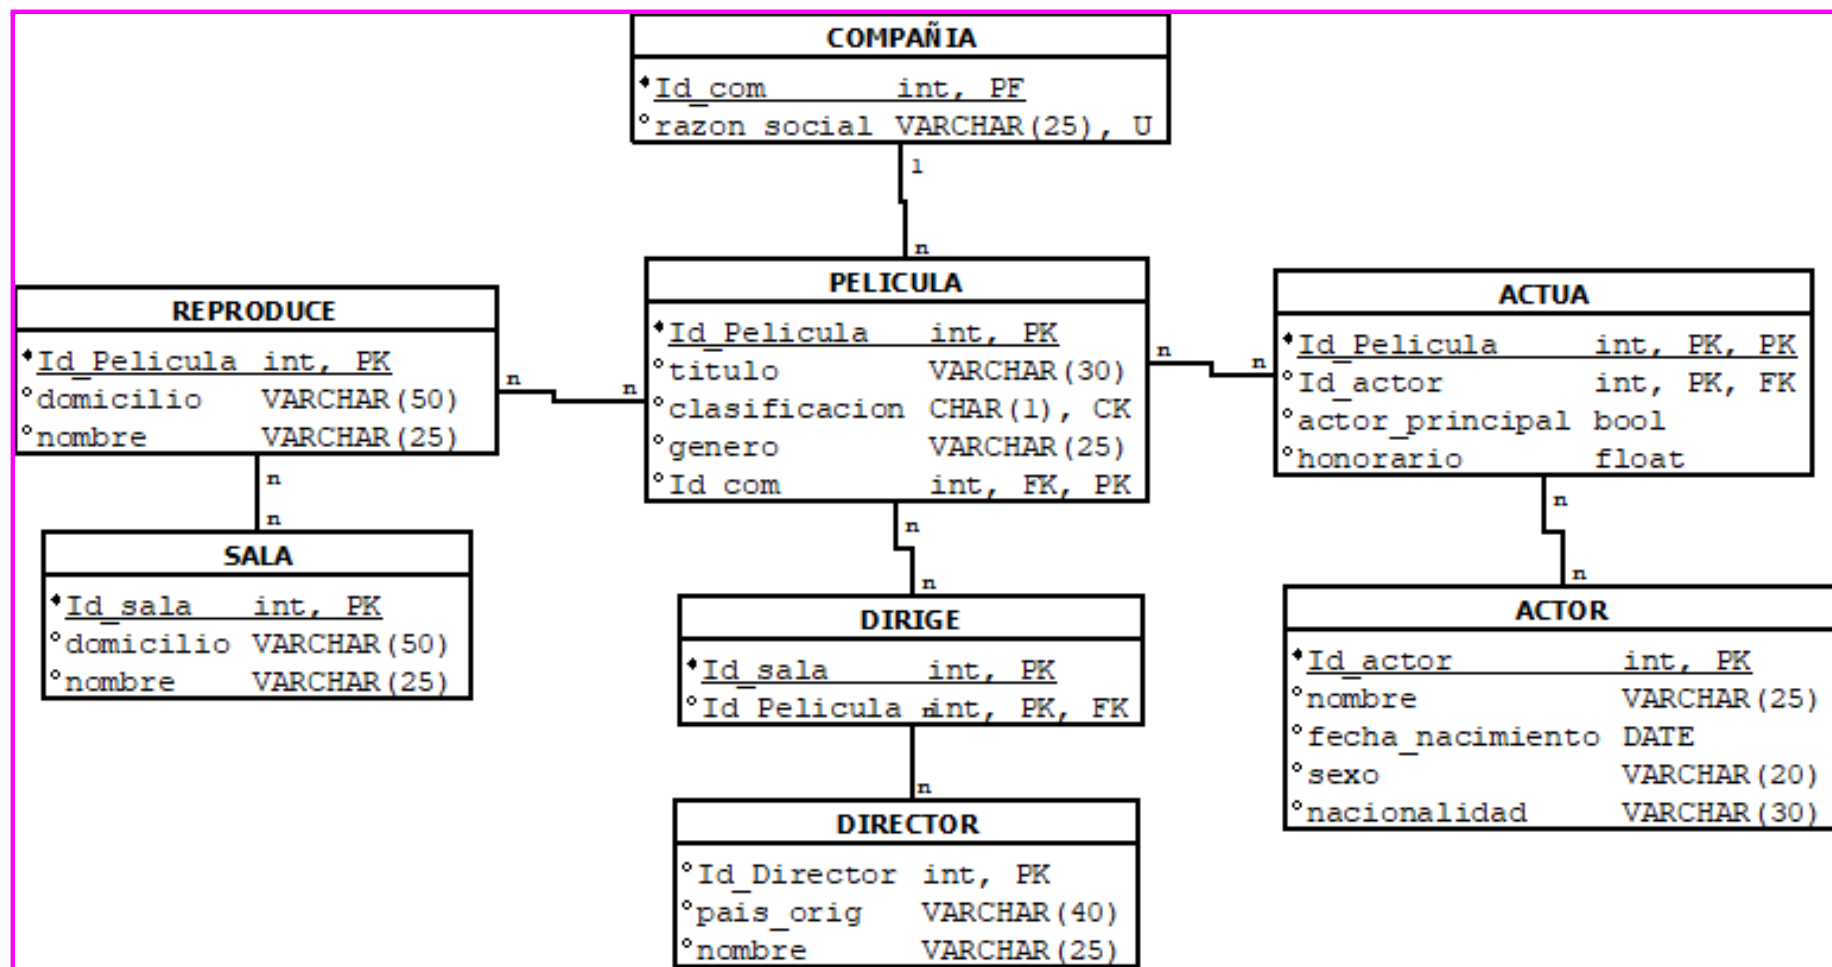 COMPAÑIA
Id_com int, PF
razon social VARCHAR(25), U
1
n
PELICULA
Id_Pelicula int, PK
titulo VARCHAR(30)
clasificacion CHAR(1), CK
genero VARCHAR(25)
Id com int, FK, PK
REPRODUCE
Id_Pelicula int, PK
domicilio VARCHAR(50)
nombre VARCHAR(25)
n
n
n
n
SALA
Id_sala int, PK
domicilio VARCHAR(50)
nombre VARCHAR(25)
n
n
DIRIGE
Id_sala int, PK
Id Pelicula int, PK, FK
n
n
DIRECTOR
Id_Director int, PK
pais_orig VARCHAR(40)
nombre VARCHAR(25)
n
n
ACTUA
Id_Pelicula int, PK, PK
Id_actor int, PK, FK
actor_principal bool
honorario float
n
n
ACTOR
Id_actor int, PK
nombre VARCHAR(25)
fecha_nacimiento DATE
sexo VARCHAR(20)
nacionalidad VARCHAR(30)